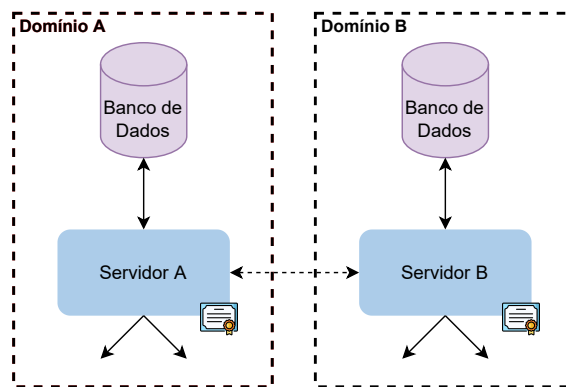 Domínio A
Domínio B
Banco de
Dados
Banco de
Dados
Servidor A
Servidor B